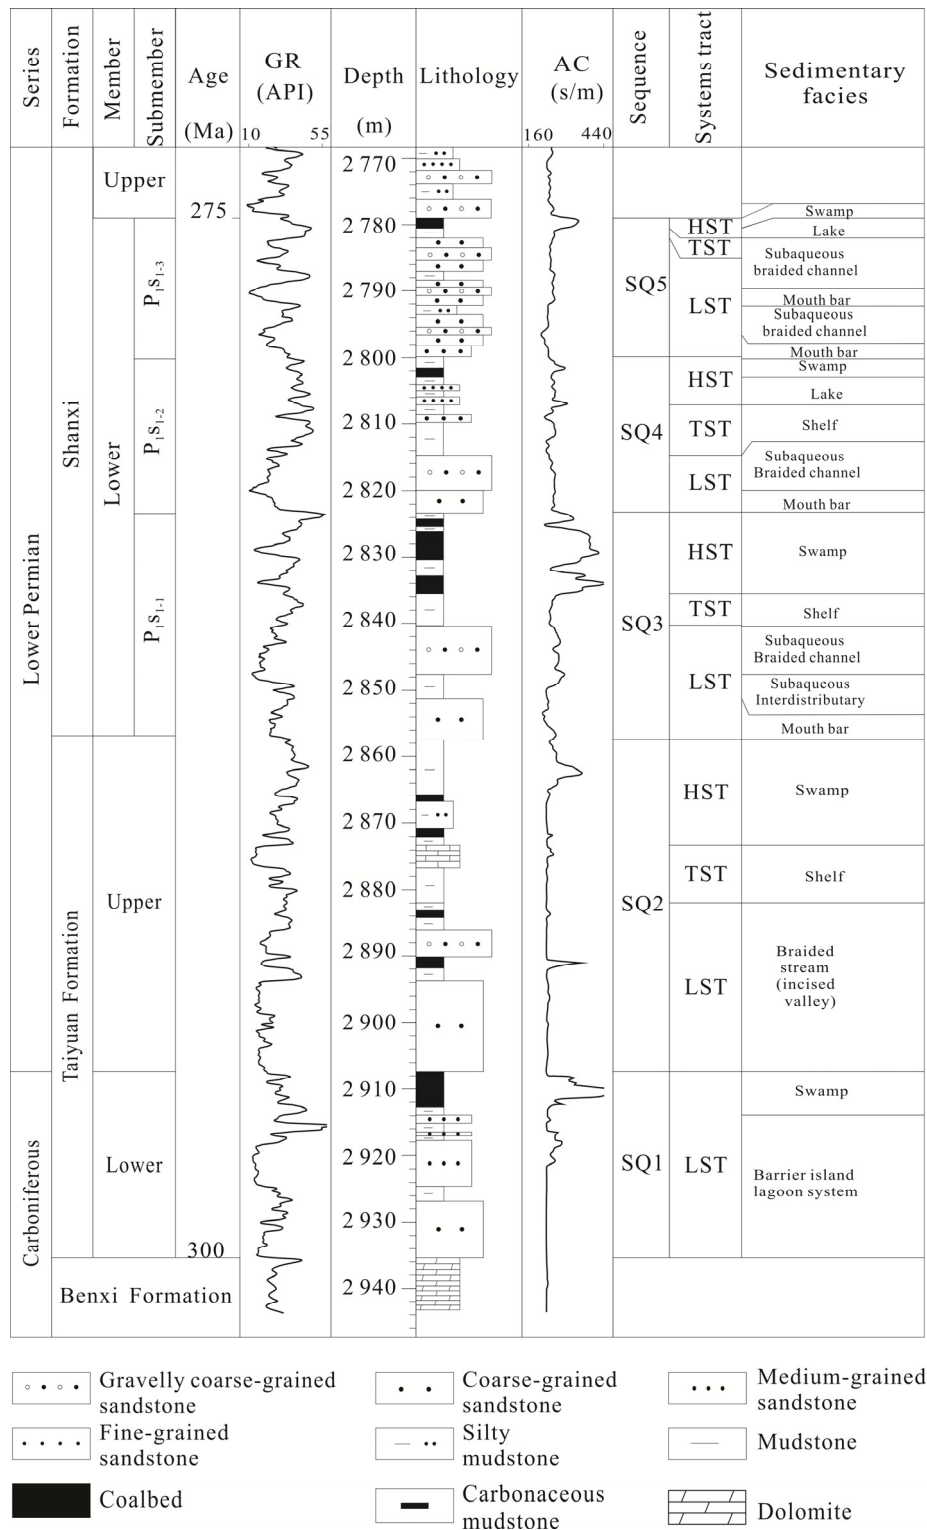 Series
Formation
Member
Submember
Age
(Ma)
GR
(API)
10 55
Depth
(m)
Lithology
AC
(s/m)
160 440
Sequence
Systems tract
Sedimentary
facies
Lower Permian
Carboniferous
Shanxi
Taiyuan Formation
Benxi Formation
Upper
Lower
Upper
Lower
P₁s₁₋₃
P₁s₁₋₂
P₁s₁₋₁
275
300
2 770
2 780
2 790
2 800
2 810
2 820
2 830
2 840
2 850
2 860
2 870
2 880
2 890
2 900
2 910
2 920
2 930
2 940
SQ5
SQ4
SQ3
SQ2
SQ1
HST
TST
LST
HST
TST
LST
HST
TST
LST
HST
TST
LST
LST
Swamp
Lake
Subaqueous
braided channel
Mouth bar
Subaqueous
braided channel
Mouth bar
Swamp
Lake
Shelf
Subaqueous
Braided channel
Mouth bar
Swamp
Shelf
Subaqueous
Braided channel
Subaqueous
Interdistributary
Mouth bar
Swamp
Shelf
Braided
stream
(incised
valley)
Swamp
Barrier island
lagoon system
Gravelly coarse-grained
sandstone
Coarse-grained
sandstone
Medium-grained
sandstone
Fine-grained
sandstone
Silty
mudstone
Mudstone
Coalbed
Carbonaceous
mudstone
Dolomite